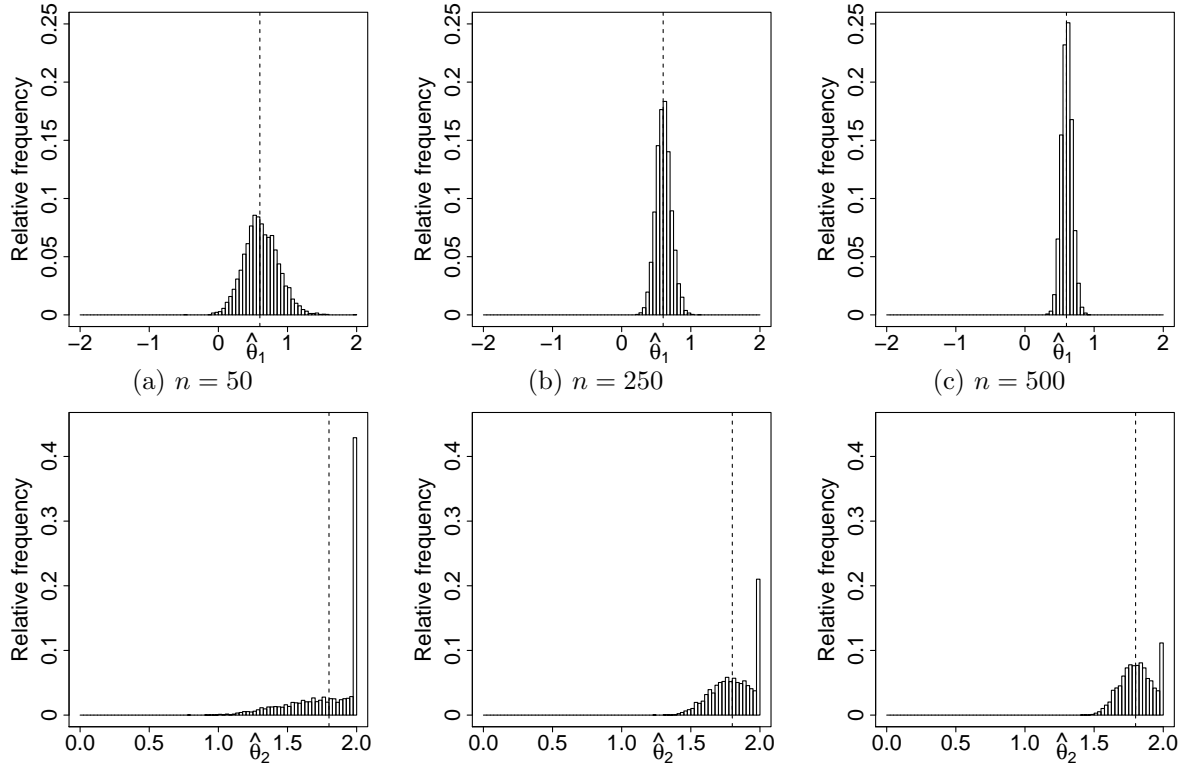 Relative frequency
0 0.05 0.1 0.15 0.2 0.25
−2 −1 0 1 2
θ̂₁
(a) n = 50
Relative frequency
0 0.05 0.1 0.15 0.2 0.25
−2 −1 0 1 2
θ̂₁
(b) n = 250
Relative frequency
0 0.05 0.1 0.15 0.2 0.25
−2 −1 0 1 2
θ̂₁
(c) n = 500
Relative frequency
0 0.1 0.2 0.3 0.4
0.0 0.5 1.0 1.5 2.0
θ̂₂
Relative frequency
0 0.1 0.2 0.3 0.4
0.0 0.5 1.0 1.5 2.0
θ̂₂
Relative frequency
0 0.1 0.2 0.3 0.4
0.0 0.5 1.0 1.5 2.0
θ̂₂